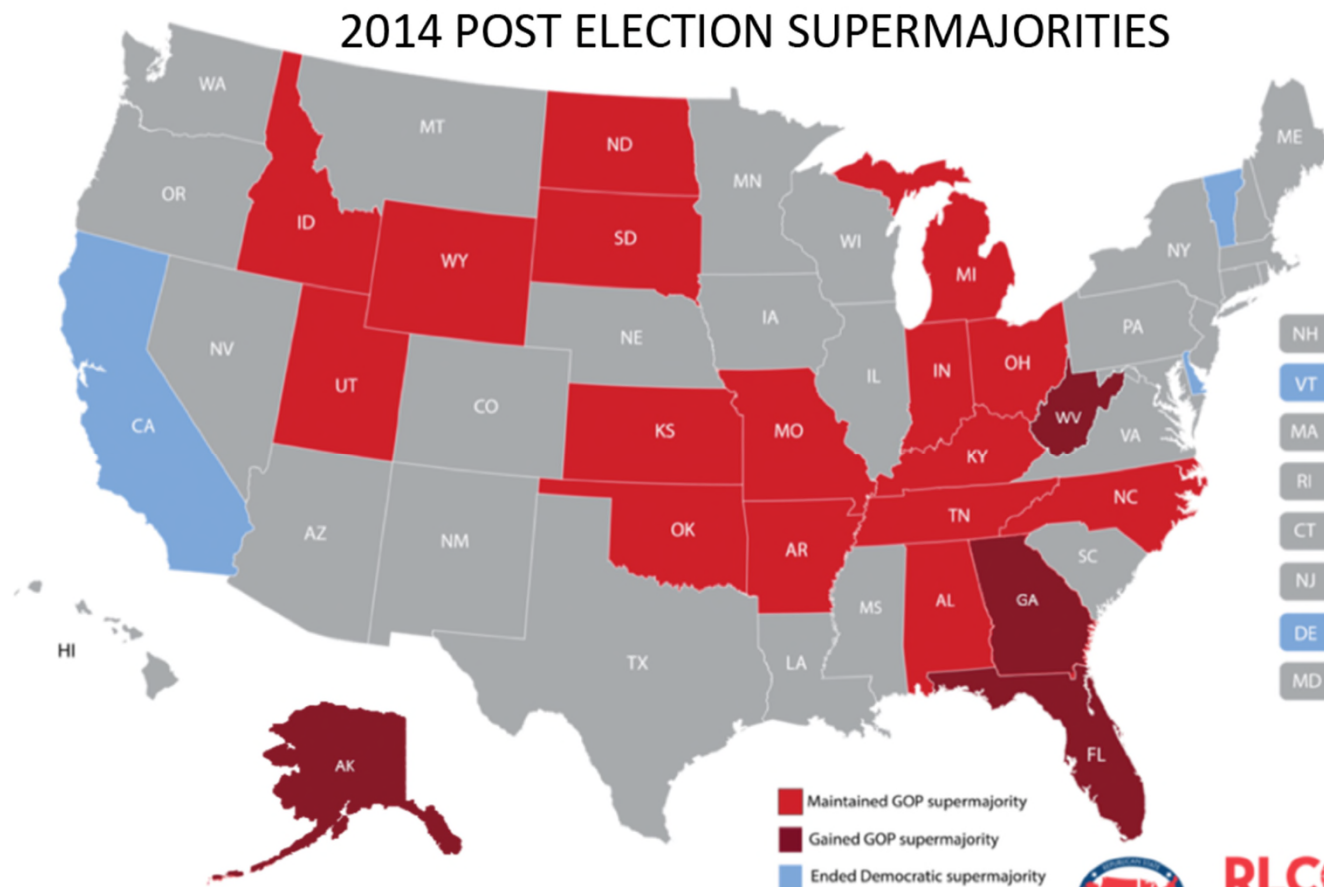 2014 POST ELECTION SUPERMAJORITIES
WA
MT
ND
MN
ME
OR
ID
SD
WI
NY
WY
MI
IA
PA
NE
NV
UT
CO
IL
IN
OH
NH
VT
CA
KS
MO
WV
VA
MA
KY
RI
AZ
NM
OK
AR
TN
NC
CT
SC
NJ
MS
AL
GA
DE
HI
TX
LA
MD
AK
FL
Maintained GOP supermajority
Gained GOP supermajority
Ended Democratic supermajority
REPUBLICAN STATE